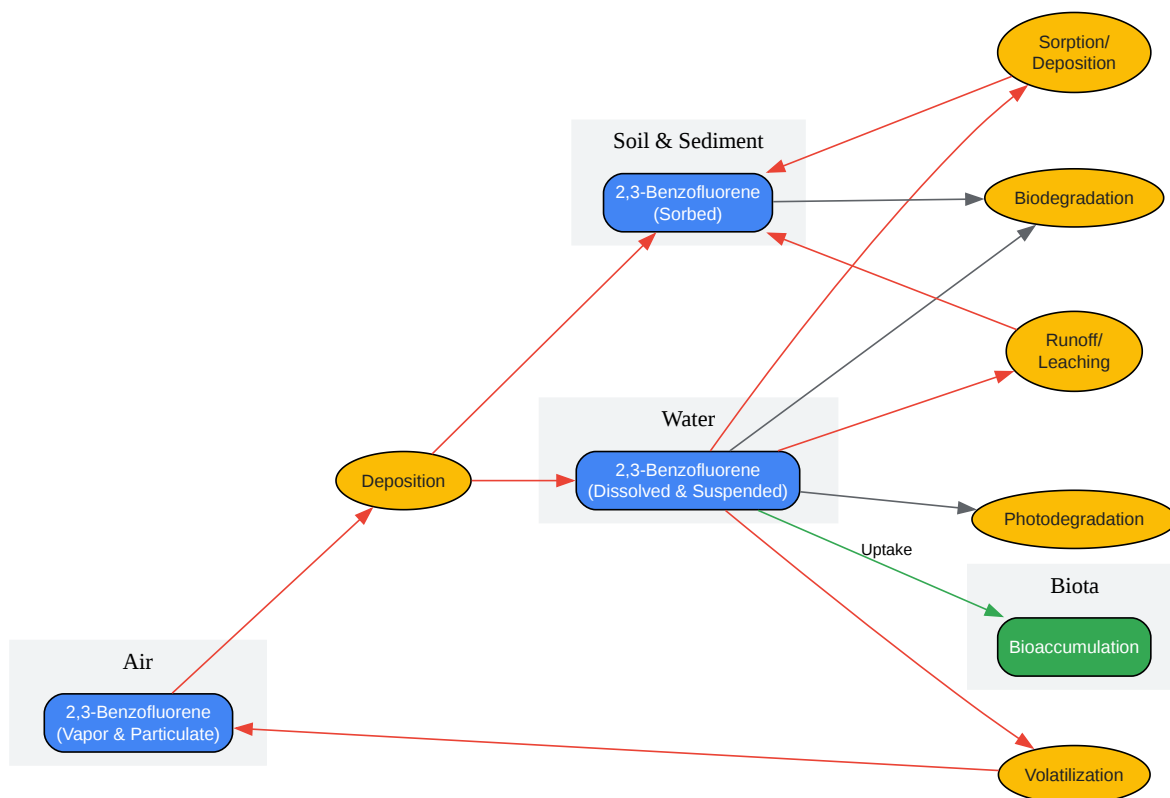 Sorption/
Deposition
Soil & Sediment
2,3-Benzofluorene
(Sorbed)
Biodegradation
Runoff/
Leaching
Water
2,3-Benzofluorene
(Dissolved & Suspended)
Deposition
Photodegradation
Uptake
Biota
Bioaccumulation
Air
2,3-Benzofluorene
(Vapor & Particulate)
Volatilization